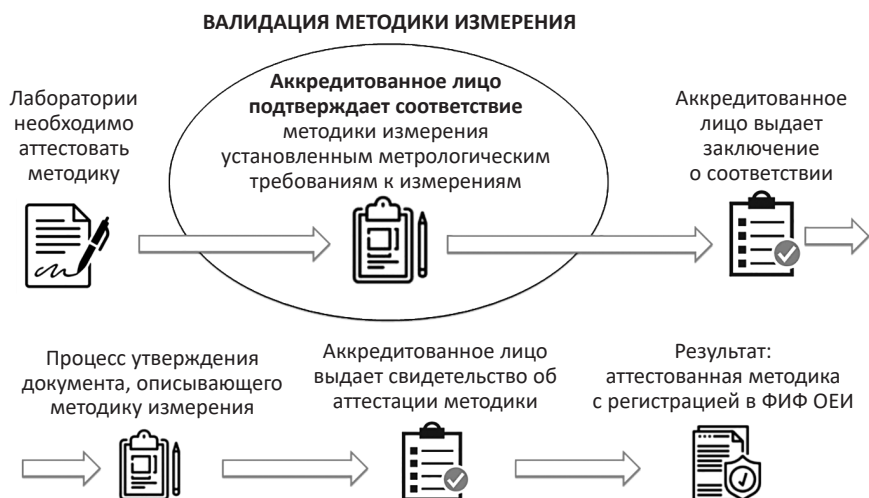 ВАЛИДАЦИЯ МЕТОДИКИ ИЗМЕРЕНИЯ
Лаборатории
необходимо
аттестовать
методику
Аккредитованное лицо
подтверждает соответствие
методики измерения
установленным метрологическим
требованиям к измерениям
Аккредитованное
лицо выдает
заключение
о соответствии
Процесс утверждения
документа, описывающего
методику измерения
Аккредитованное лицо
выдает свидетельство об
аттестации методики
Результат:
аттестованная методика
с регистрацией в ФИФ ОЕИ